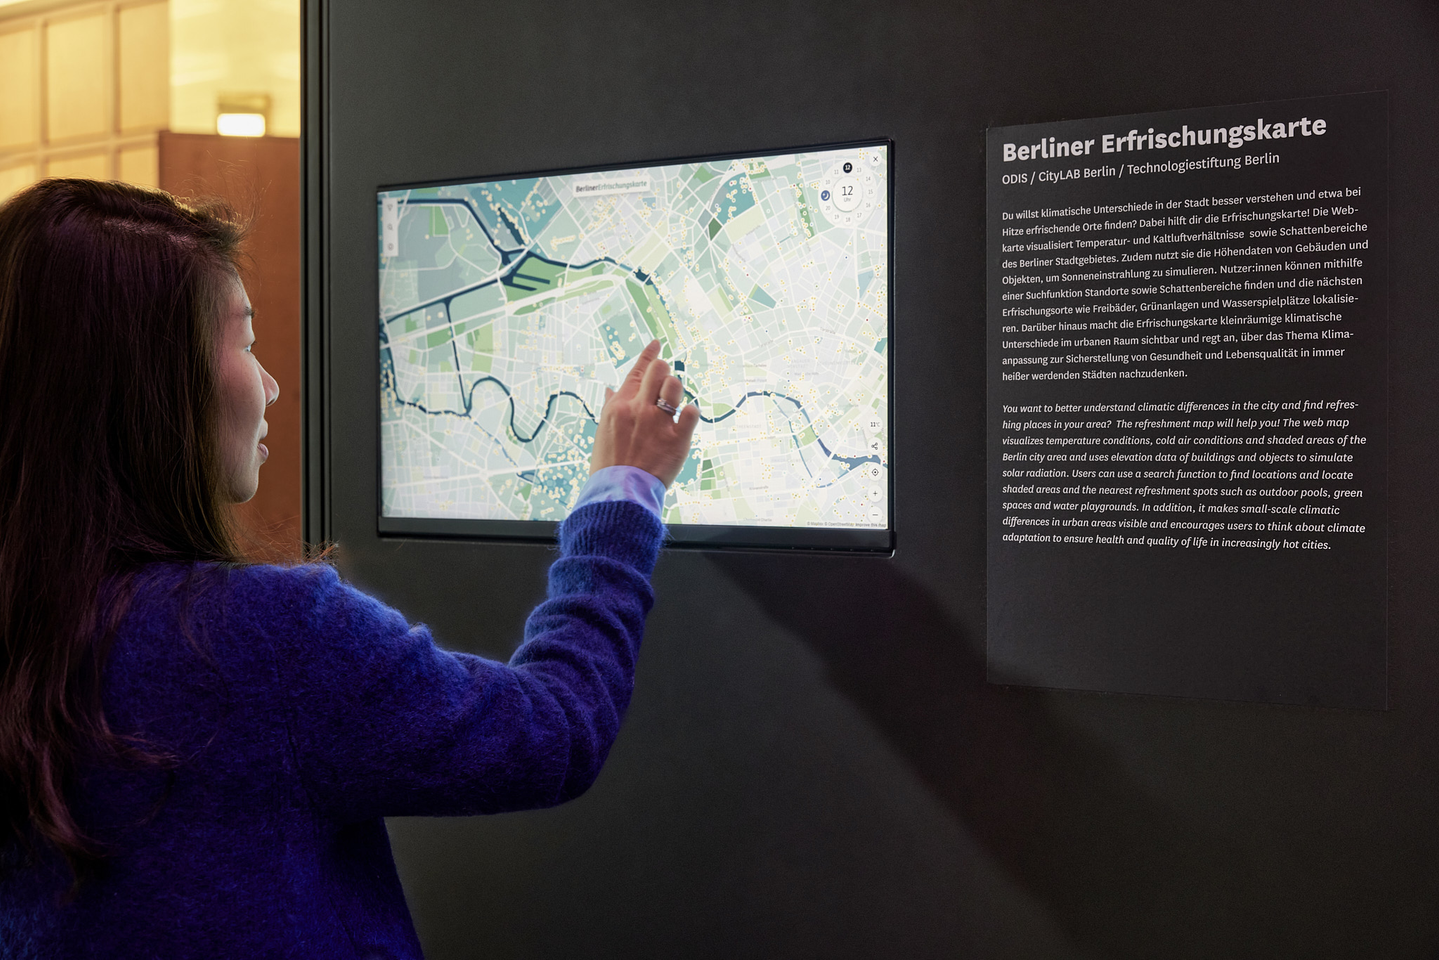 BerlinerErfrischungskarte
12
12
Uhr
11°C
Berliner Erfrischungskarte
ODIS / CityLAB Berlin / Technologiestiftung Berlin
Du willst klimatische Unterschiede in der Stadt besser verstehen und etwa bei
Hitze erfrischende Orte finden? Dabei hilft dir die Erfrischungskarte! Die Web-
karte visualisiert Temperatur- und Kaltluftverhältnisse sowie Schattenbereiche
des Berliner Stadtgebietes. Zudem nutzt sie die Höhendaten von Gebäuden und
Objekten, um Sonneneinstrahlung zu simulieren. Nutzer:innen können mithilfe
einer Suchfunktion Standorte sowie Schattenbereiche finden und die nächsten
Erfrischungsorte wie Freibäder, Grünanlagen und Wasserspielplätze lokalisie-
ren. Darüber hinaus macht die Erfrischungskarte kleinräumige klimatische
Unterschiede im urbanen Raum sichtbar und regt an, über das Thema Klima-
anpassung zur Sicherstellung von Gesundheit und Lebensqualität in immer
heißer werdenden Städten nachzudenken.
You want to better understand climatic differences in the city and find refres-
hing places in your area? The refreshment map will help you! The web map
visualizes temperature conditions, cold air conditions and shaded areas of the
Berlin city area and uses elevation data of buildings and objects to simulate
solar radiation. Users can use a search function to find locations and locate
shaded areas and the nearest refreshment spots such as outdoor pools, green
spaces and water playgrounds. In addition, it makes small-scale climatic
differences in urban areas visible and encourages users to think about climate
adaptation to ensure health and quality of life in increasingly hot cities.